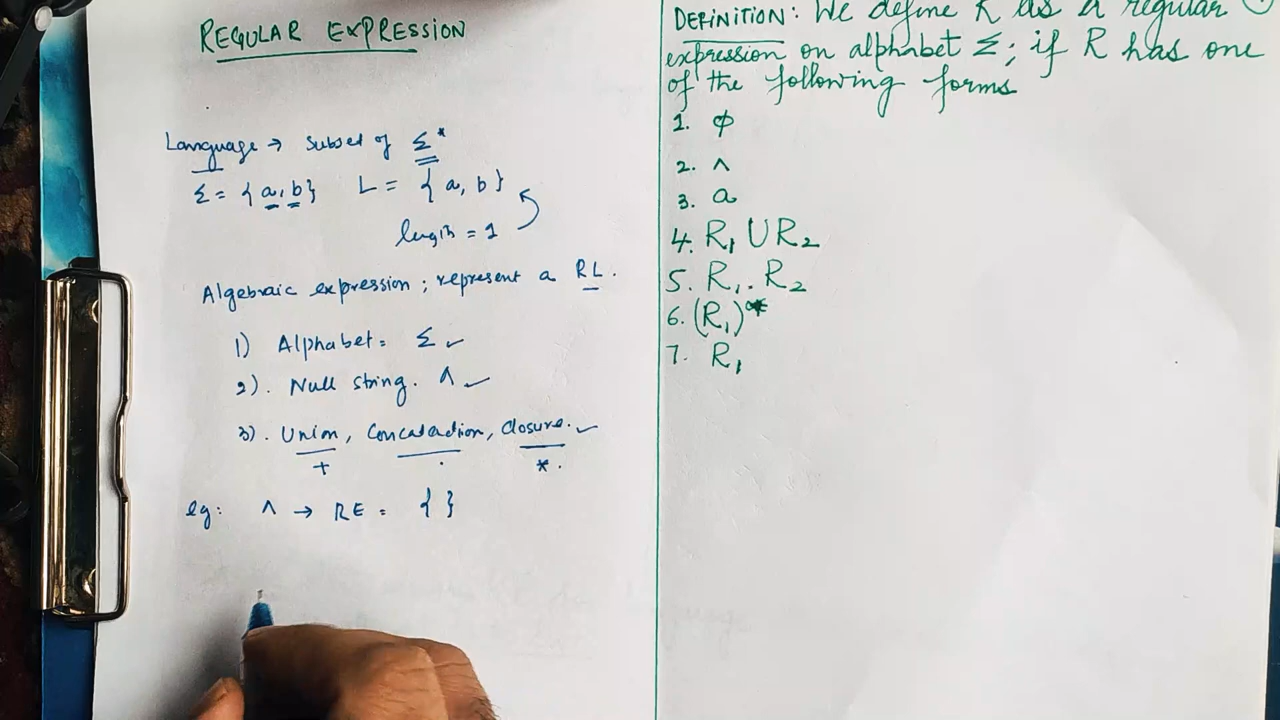 REGULAR EXPRESSION
Language → Subset of Σ*
Σ = {a, b} L = {a, b}
length = 1
Algebraic expression ; represent a RL.
1) Alphabet = Σ ✓
2). Null string. ʌ ✓
3). Union, Concatenation, closure. ✓
+ . *.
eg: ʌ → RE = { }
DEFINITION: We define R as a regular
expression on alphabet Σ; if R has one
of the following forms
1. φ
2. ʌ
3. a
4. R₁ ∪ R₂
5. R₁ . R₂
6. (R₁)*
7. R₁